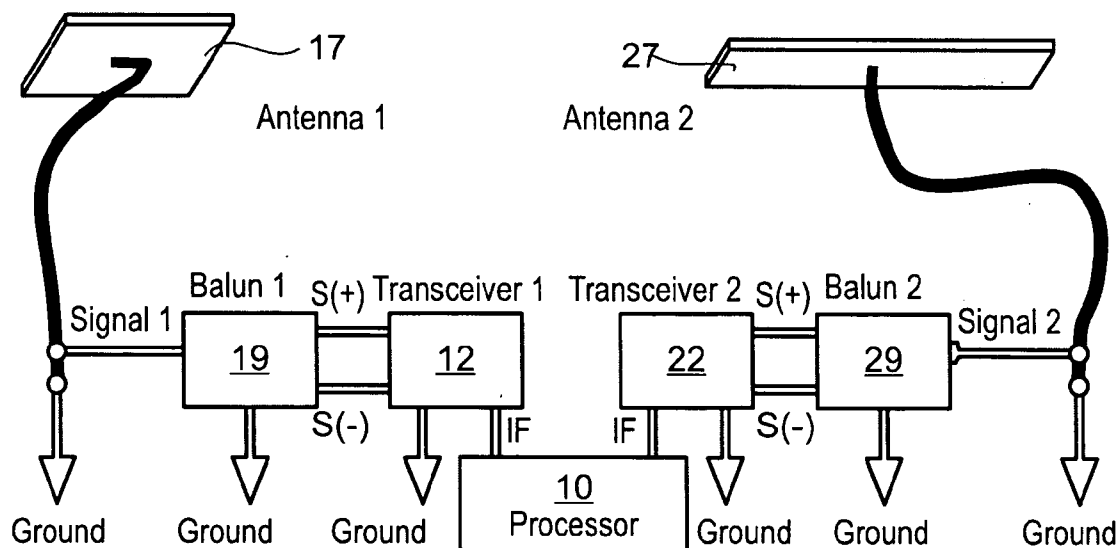 17
27
Antenna 1
Antenna 2
Balun 1
S(+)
Transceiver 1
Transceiver 2
S(+)
Balun 2
Signal 1
Signal 2
19
12
22
29
S(-)
IF
IF
S(-)
10
Processor
Ground
Ground
Ground
Ground
Ground
Ground